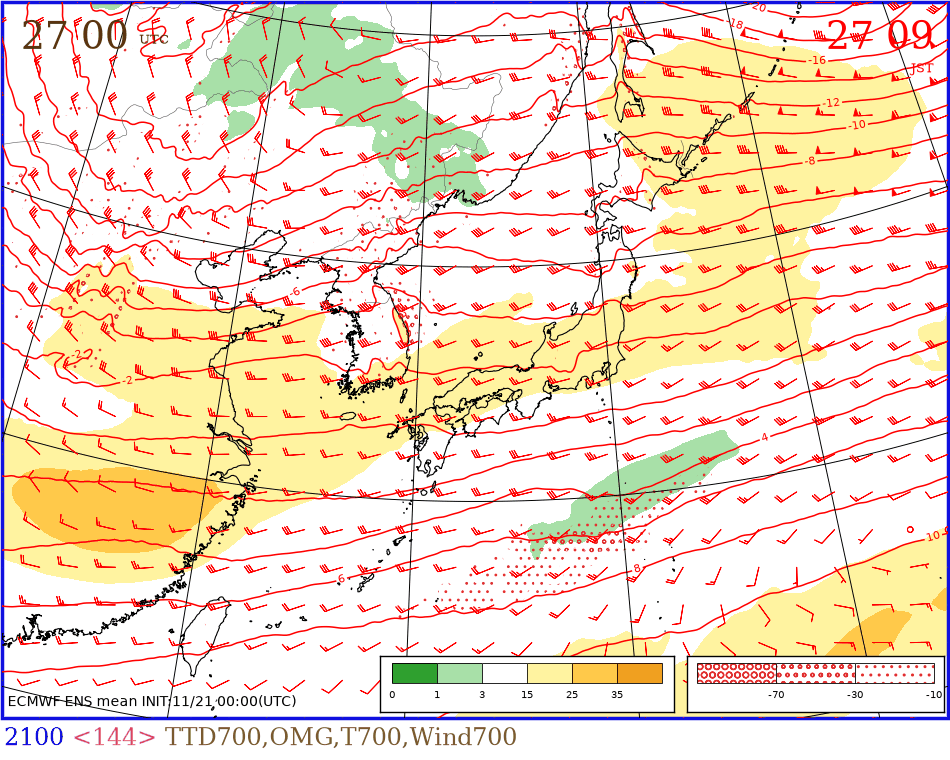 27 00 UTC
27 09
JST
-20
-18
-16
-12
-10
-8
-6
-2
-2
4
6
8
10
0 1 3 15 25 35
-70 -30 -10
ECMWF ENS mean INIT:11/21 00:00(UTC)
2100 <144> TTD700,OMG,T700,Wind700